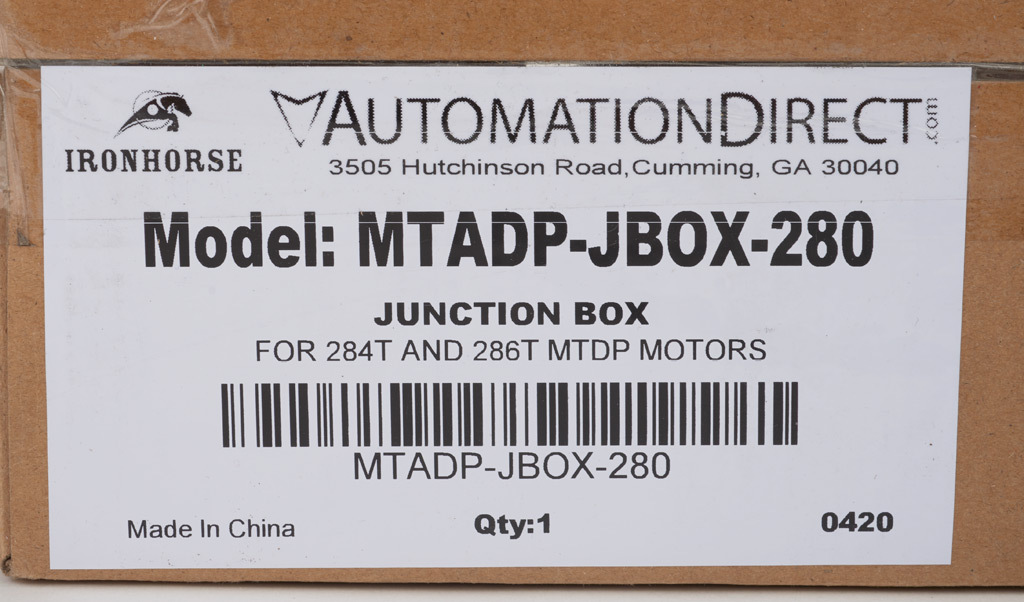 IRONHORSE
AUTOMATIONDIRECT.com
3505 Hutchinson Road,Cumming, GA 30040
Model: MTADP-JBOX-280
JUNCTION BOX
FOR 284T AND 286T MTDP MOTORS
MTADP-JBOX-280
Made In China
Qty:1
0420